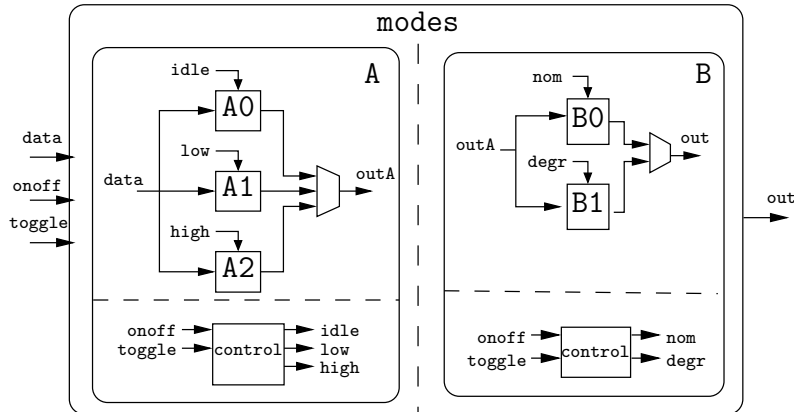 modes
A
idle
A0
low
data
A1
outA
high
A2
onoff
toggle
control
idle
low
high
B
nom
B0
outA
out
degr
B1
onoff
toggle
control
nom
degr
data
onoff
toggle
out